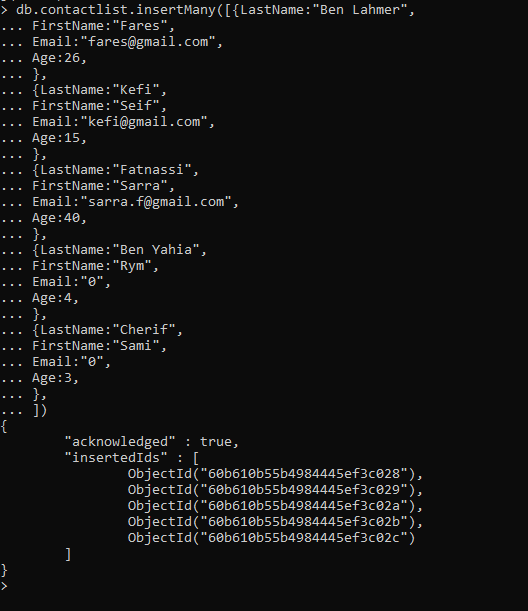 > db.contactlist.insertMany([{LastName:"Ben Lahmer",
... FirstName:"Fares",
... Email:"fares@gmail.com",
... Age:26,
... },
... {LastName:"Kefi",
... FirstName:"Seif",
... Email:"kefi@gmail.com",
... Age:15,
... },
... {LastName:"Fatnassi",
... FirstName:"Sarra",
... Email:"sarra.f@gmail.com",
... Age:40,
... },
... {LastName:"Ben Yahia",
... FirstName:"Rym",
... Email:"0",
... Age:4,
... },
... {LastName:"Cherif",
... FirstName:"Sami",
... Email:"0",
... Age:3,
... },
... ])
{
        "acknowledged" : true,
        "insertedIds" : [
                ObjectId("60b610b55b4984445ef3c028"),
                ObjectId("60b610b55b4984445ef3c029"),
                ObjectId("60b610b55b4984445ef3c02a"),
                ObjectId("60b610b55b4984445ef3c02b"),
                ObjectId("60b610b55b4984445ef3c02c")
        ]
}
>